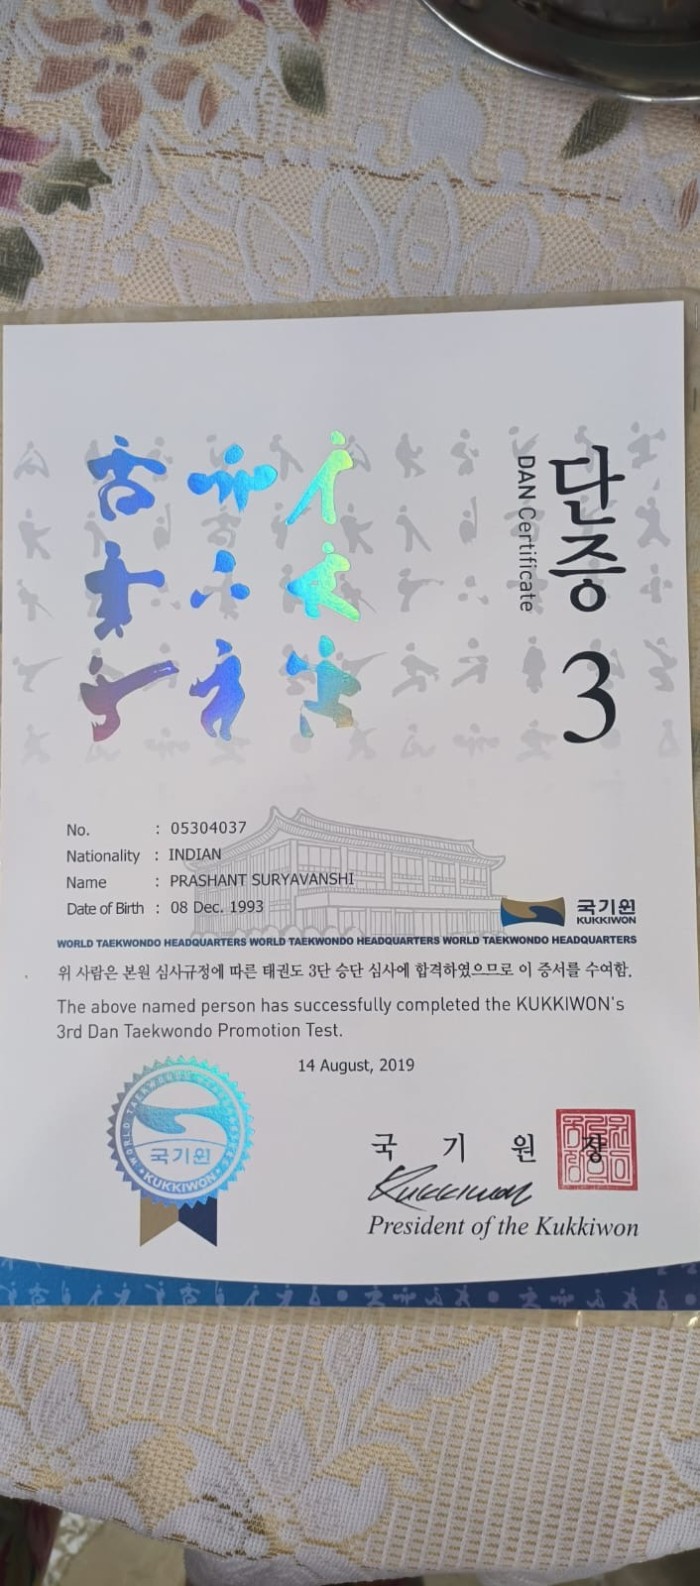 단증 3
DAN Certificate
No. : 05304037
Nationality : INDIAN
Name : PRASHANT SURYAVANSHI
Date of Birth : 08 Dec. 1993
국기원
KUKKIWON
WORLD TAEKWONDO HEADQUARTERS WORLD TAEKWONDO HEADQUARTERS WORLD TAEKWONDO HEADQUARTERS
위 사람은 본원 심사규정에 따른 태권도 3단 승단 심사에 합격하였으므로 이 증서를 수여함.
The above named person has successfully completed the KUKKIWON's
3rd Dan Taekwondo Promotion Test.
14 August, 2019
국기원
KUKKIWON
국 기 원 장
Kukkiwon
President of the Kukkiwon